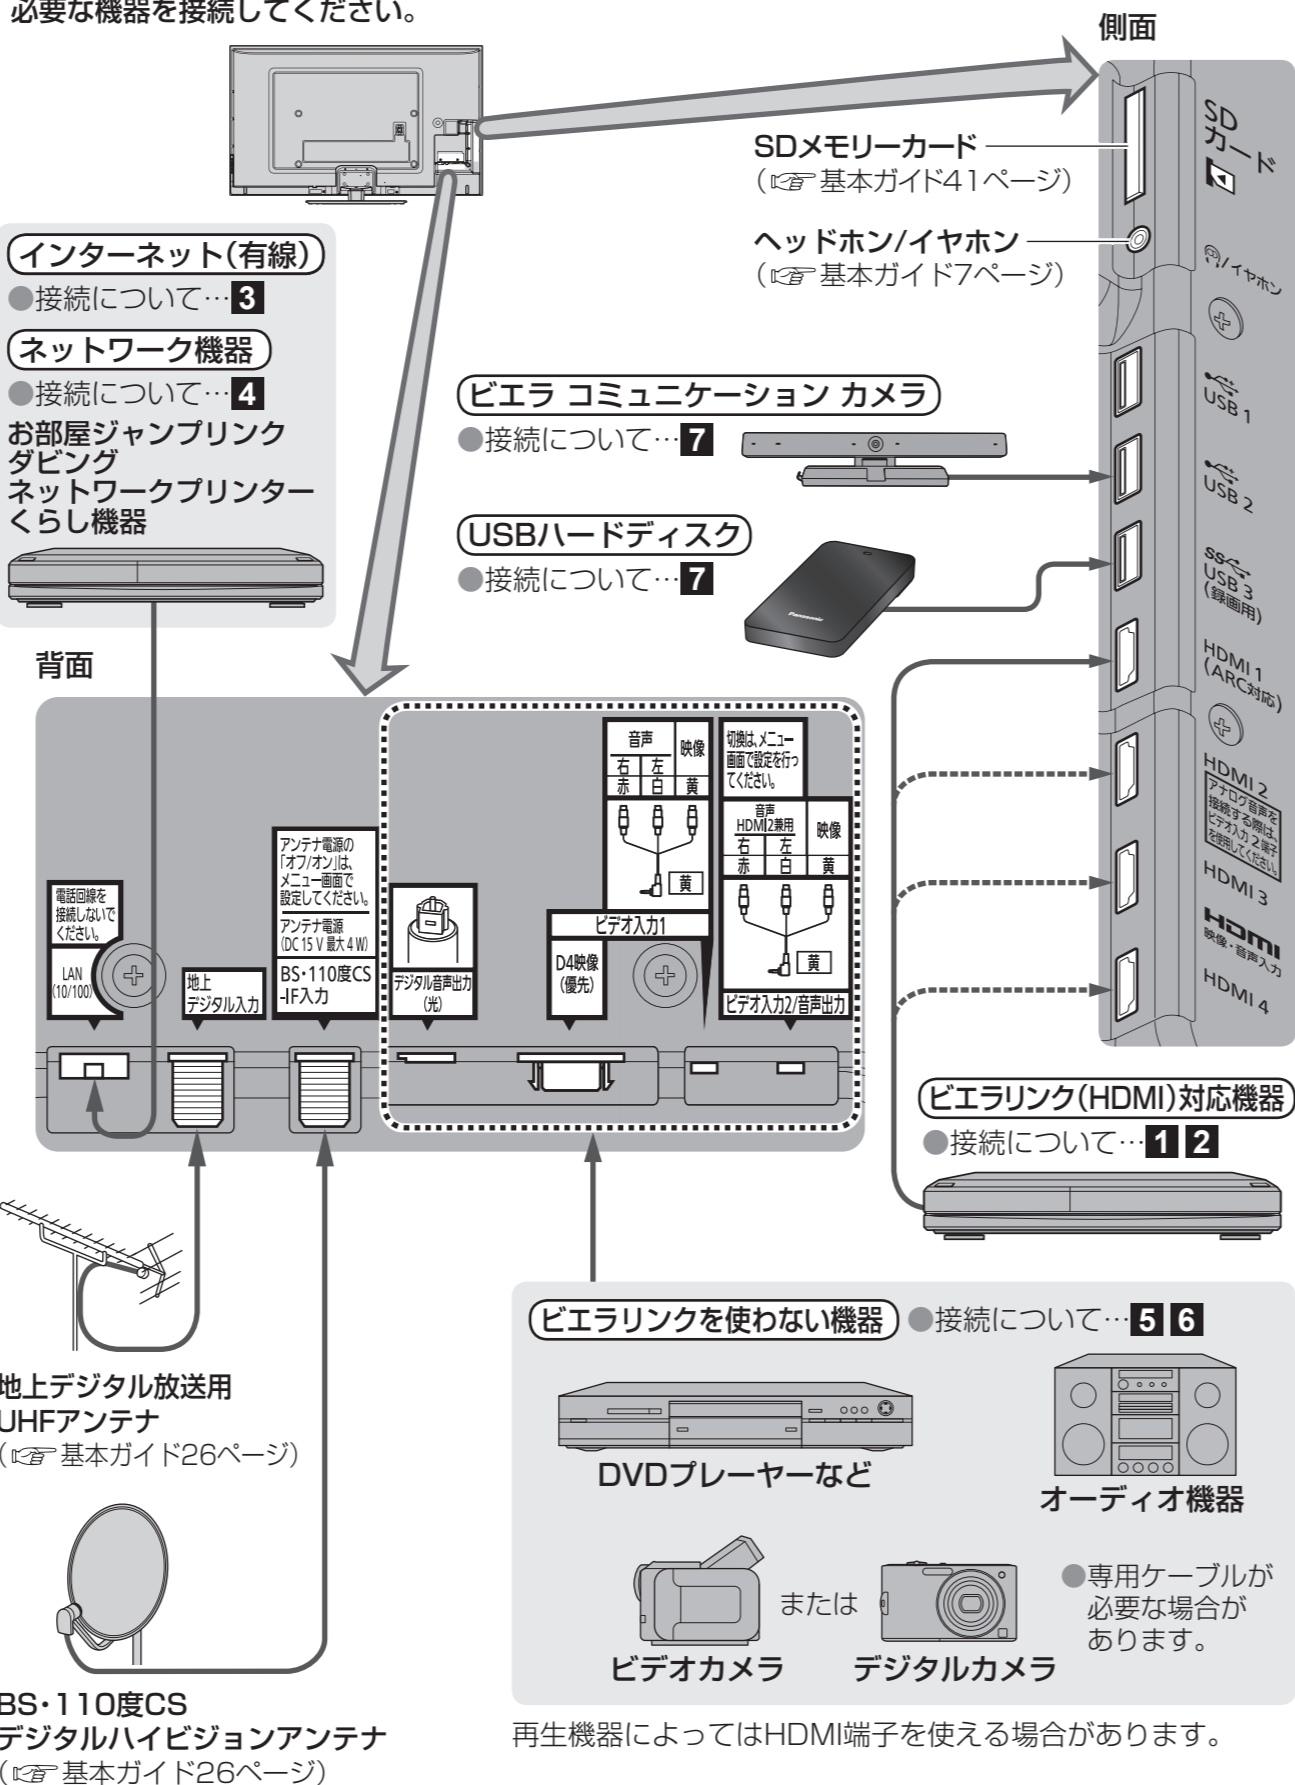 必要な機器を接続してください。
側面
SDメモリーカード
(☞基本ガイド41ページ)
ヘッドホン/イヤホン
(☞基本ガイド7ページ)
SD
カード
/イヤホン
USB 1
USB 2
SS
USB 3
(録画用)
HDMI 1
(ARC対応)
HDMI 2
アナログ音声を
接続する際は、
ビデオ入力2端子
を使用してください。
HDMI 3
HDMI
映像・音声入力
HDMI 4
インターネット(有線)
●接続について…3
ネットワーク機器
●接続について…4
お部屋ジャンプリンク
ダビング
ネットワークプリンター
くらし機器
ビエラ コミュニケーション カメラ
●接続について…7
USBハードディスク
●接続について…7
Panasonic
背面
電話回線を
接続しないで
ください。
LAN
(10/100)
地上
デジタル入力
アンテナ電源の
「オフ/オン」は、
メニュー画面で
設定してください。
アンテナ電源
(DC 15 V 最大 4 W)
BS・110度CS
-IF入力
デジタル音声出力
(光)
音声 映像
右 左
赤 白 黄
黄
ビデオ入力1
D4映像
(優先)
切換は、メニュー
画面で設定を行っ
てください。
音声
HDMI2兼用 映像
右 左
赤 白 黄
黄
ビデオ入力2/音声出力
ビエラリンク(HDMI)対応機器
●接続について…1 2
地上デジタル放送用
UHFアンテナ
(☞基本ガイド26ページ)
BS・110度CS
デジタルハイビジョンアンテナ
(☞基本ガイド26ページ)
ビエラリンクを使わない機器 ●接続について…5 6
DVDプレーヤーなど
オーディオ機器
または
ビデオカメラ
デジタルカメラ
●専用ケーブルが
必要な場合が
あります。
再生機器によってはHDMI端子を使える場合があります。